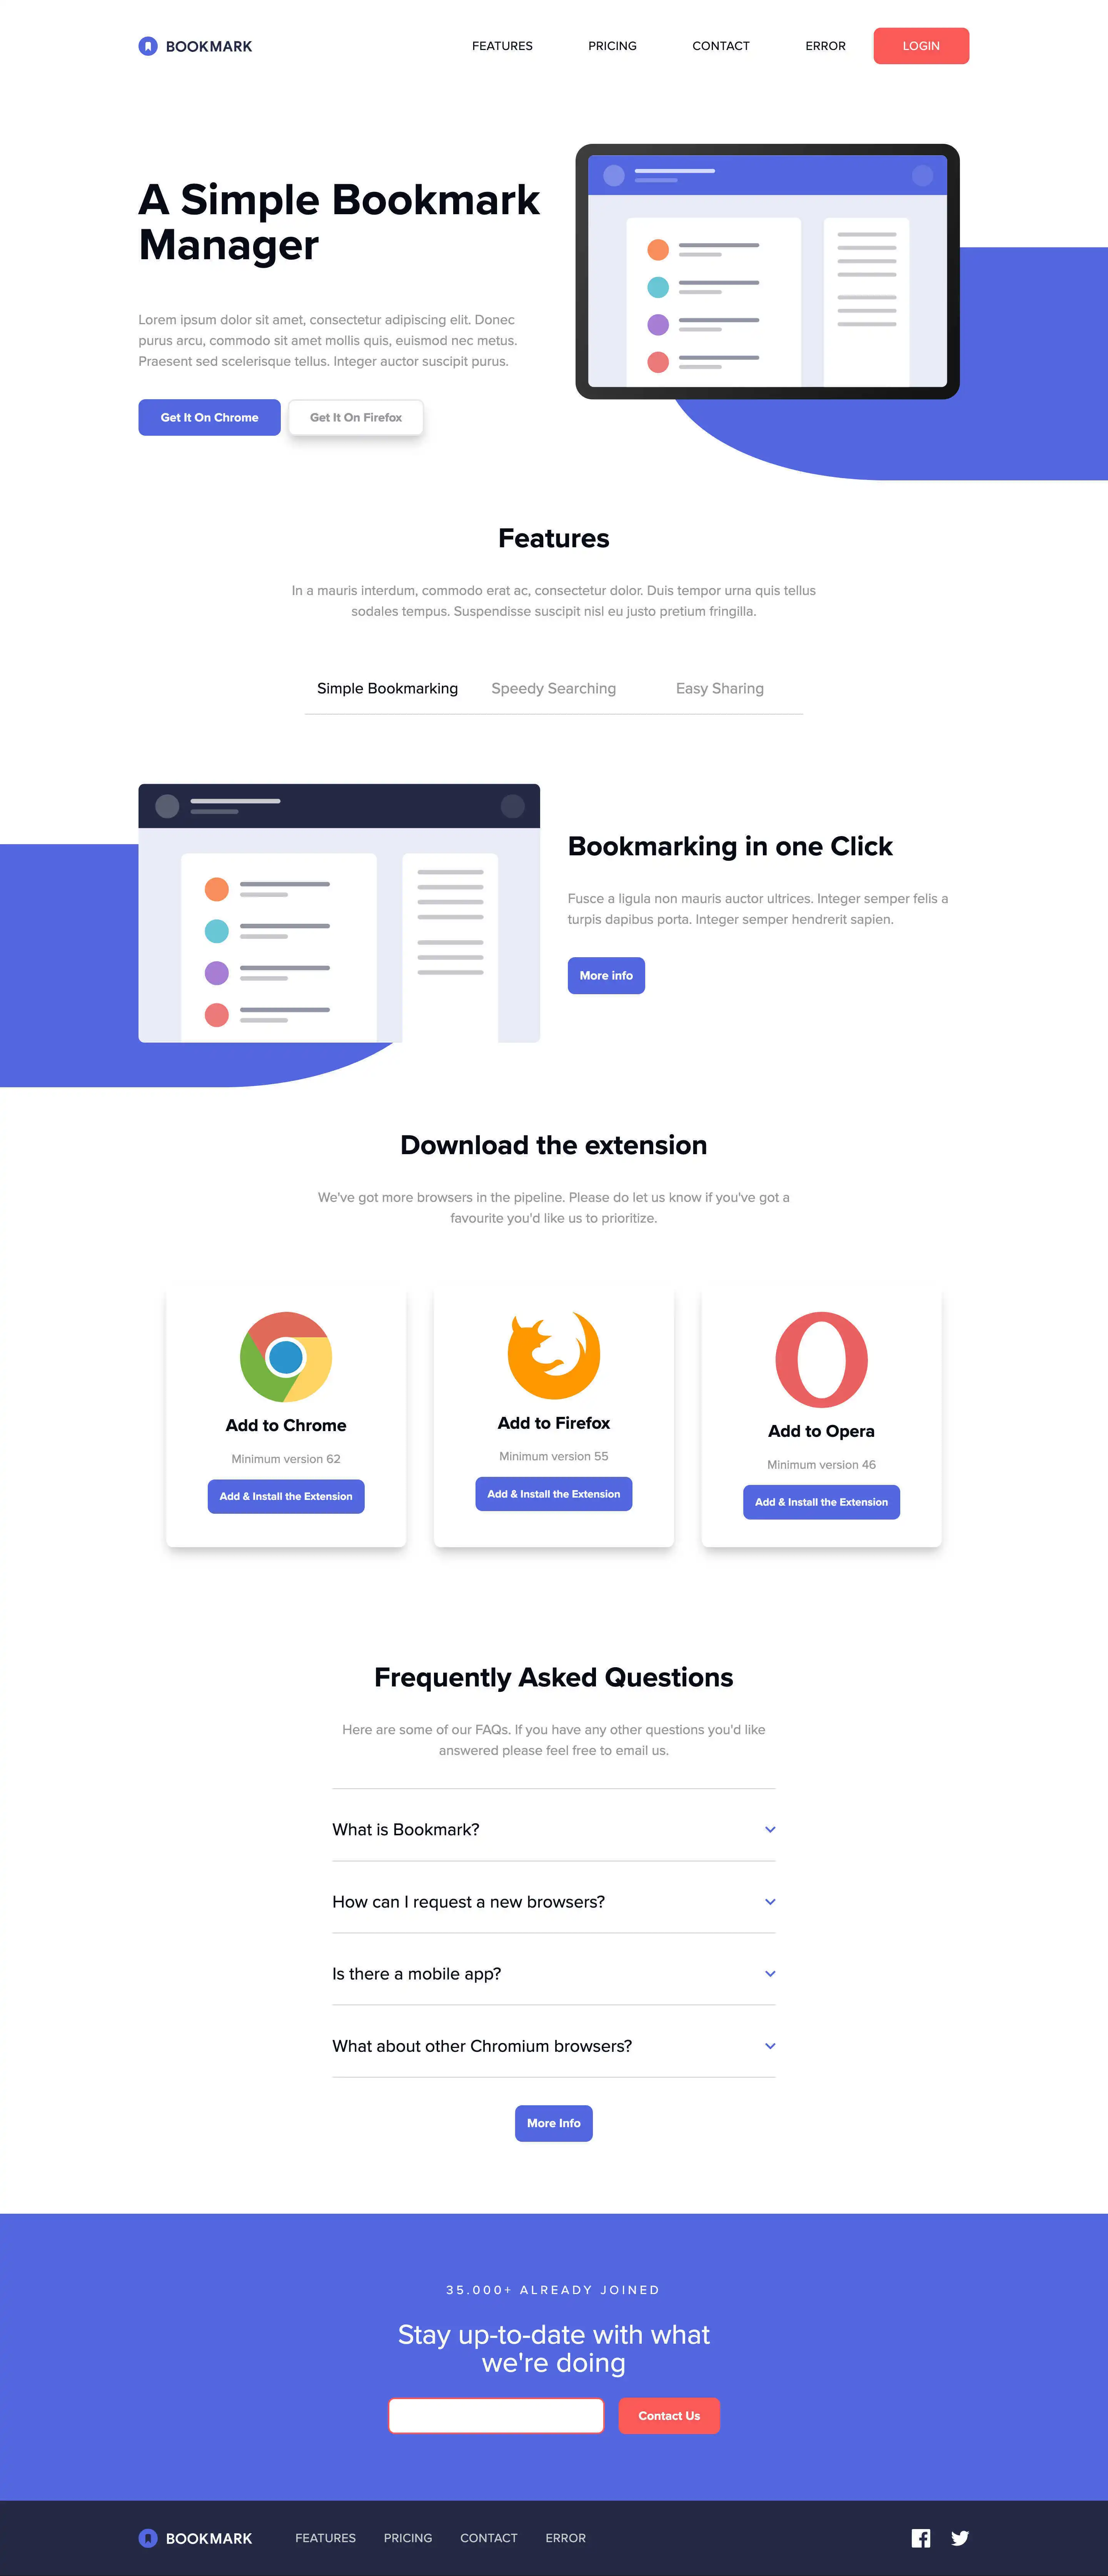 BOOKMARK
FEATURES PRICING CONTACT ERROR LOGIN
A Simple Bookmark
Manager
Lorem ipsum dolor sit amet, consectetur adipiscing elit. Donec
purus arcu, commodo sit amet mollis quis, euismod nec metus.
Praesent sed scelerisque tellus. Integer auctor suscipit purus.
Get It On Chrome Get It On Firefox
Features
In a mauris interdum, commodo erat ac, consectetur dolor. Duis tempor urna quis tellus
sodales tempus. Suspendisse suscipit nisl eu justo pretium fringilla.
Simple Bookmarking Speedy Searching Easy Sharing
Bookmarking in one Click
Fusce a ligula non mauris auctor ultrices. Integer semper felis a
turpis dapibus porta. Integer semper hendrerit sapien.
More info
Download the extension
We've got more browsers in the pipeline. Please do let us know if you've got a
favourite you'd like us to prioritize.
Add to Chrome
Minimum version 62
Add & Install the Extension
Add to Firefox
Minimum version 55
Add & Install the Extension
Add to Opera
Minimum version 46
Add & Install the Extension
Frequently Asked Questions
Here are some of our FAQs. If you have any other questions you'd like
answered please feel free to email us.
What is Bookmark?
How can I request a new browsers?
Is there a mobile app?
What about other Chromium browsers?
More Info
35.000+ ALREADY JOINED
Stay up-to-date with what
we're doing
Contact Us
BOOKMARK
FEATURES PRICING CONTACT ERROR